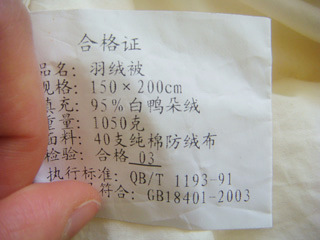 合格证
品名: 羽绒被
规格: 150×200cm
填充: 95%白鸭朵绒
重量: 1050克
面料: 40支纯棉防绒布
检验: 合格 03
执行标准: QB/T 1193-91
符合: GB18401-2003